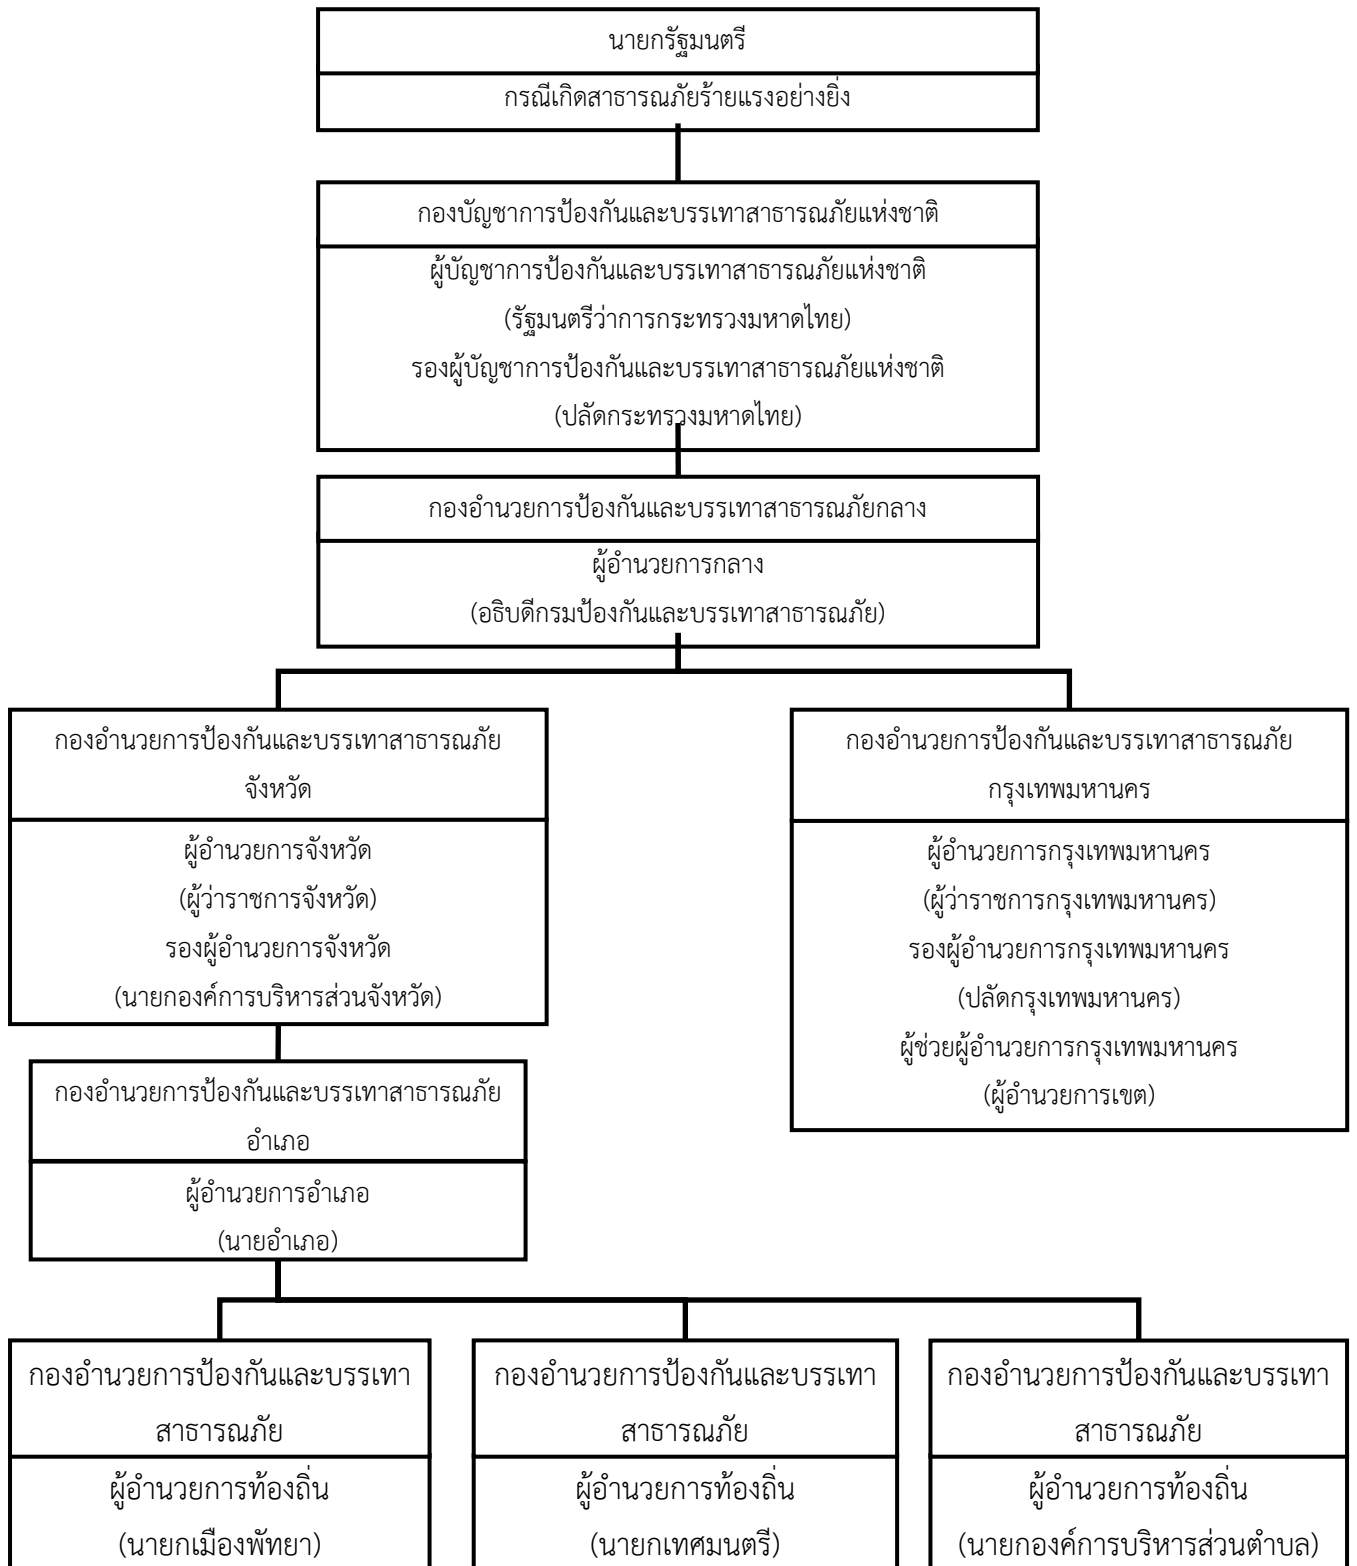 นายกรัฐมนตรี
กรณีเกิดสาธารณภัยร้ายแรงอย่างยิ่ง
กองบัญชาการป้องกันและบรรเทาสาธารณภัยแห่งชาติ
ผู้บัญชาการป้องกันและบรรเทาสาธารณภัยแห่งชาติ
(รัฐมนตรีว่าการกระทรวงมหาดไทย)
รองผู้บัญชาการป้องกันและบรรเทาสาธารณภัยแห่งชาติ
(ปลัดกระทรวงมหาดไทย)
กองอำนวยการป้องกันและบรรเทาสาธารณภัยกลาง
ผู้อำนวยการกลาง
(อธิบดีกรมป้องกันและบรรเทาสาธารณภัย)
กองอำนวยการป้องกันและบรรเทาสาธารณภัย
จังหวัด
ผู้อำนวยการจังหวัด
(ผู้ว่าราชการจังหวัด)
รองผู้อำนวยการจังหวัด
(นายกองค์การบริหารส่วนจังหวัด)
กองอำนวยการป้องกันและบรรเทาสาธารณภัย
กรุงเทพมหานคร
ผู้อำนวยการกรุงเทพมหานคร
(ผู้ว่าราชการกรุงเทพมหานคร)
รองผู้อำนวยการกรุงเทพมหานคร
(ปลัดกรุงเทพมหานคร)
ผู้ช่วยผู้อำนวยการกรุงเทพมหานคร
(ผู้อำนวยการเขต)
กองอำนวยการป้องกันและบรรเทาสาธารณภัย
อำเภอ
ผู้อำนวยการอำเภอ
(นายอำเภอ)
กองอำนวยการป้องกันและบรรเทา
สาธารณภัย
ผู้อำนวยการท้องถิ่น
(นายกเมืองพัทยา)
กองอำนวยการป้องกันและบรรเทา
สาธารณภัย
ผู้อำนวยการท้องถิ่น
(นายกเทศมนตรี)
กองอำนวยการป้องกันและบรรเทา
สาธารณภัย
ผู้อำนวยการท้องถิ่น
(นายกองค์การบริหารส่วนตำบล)